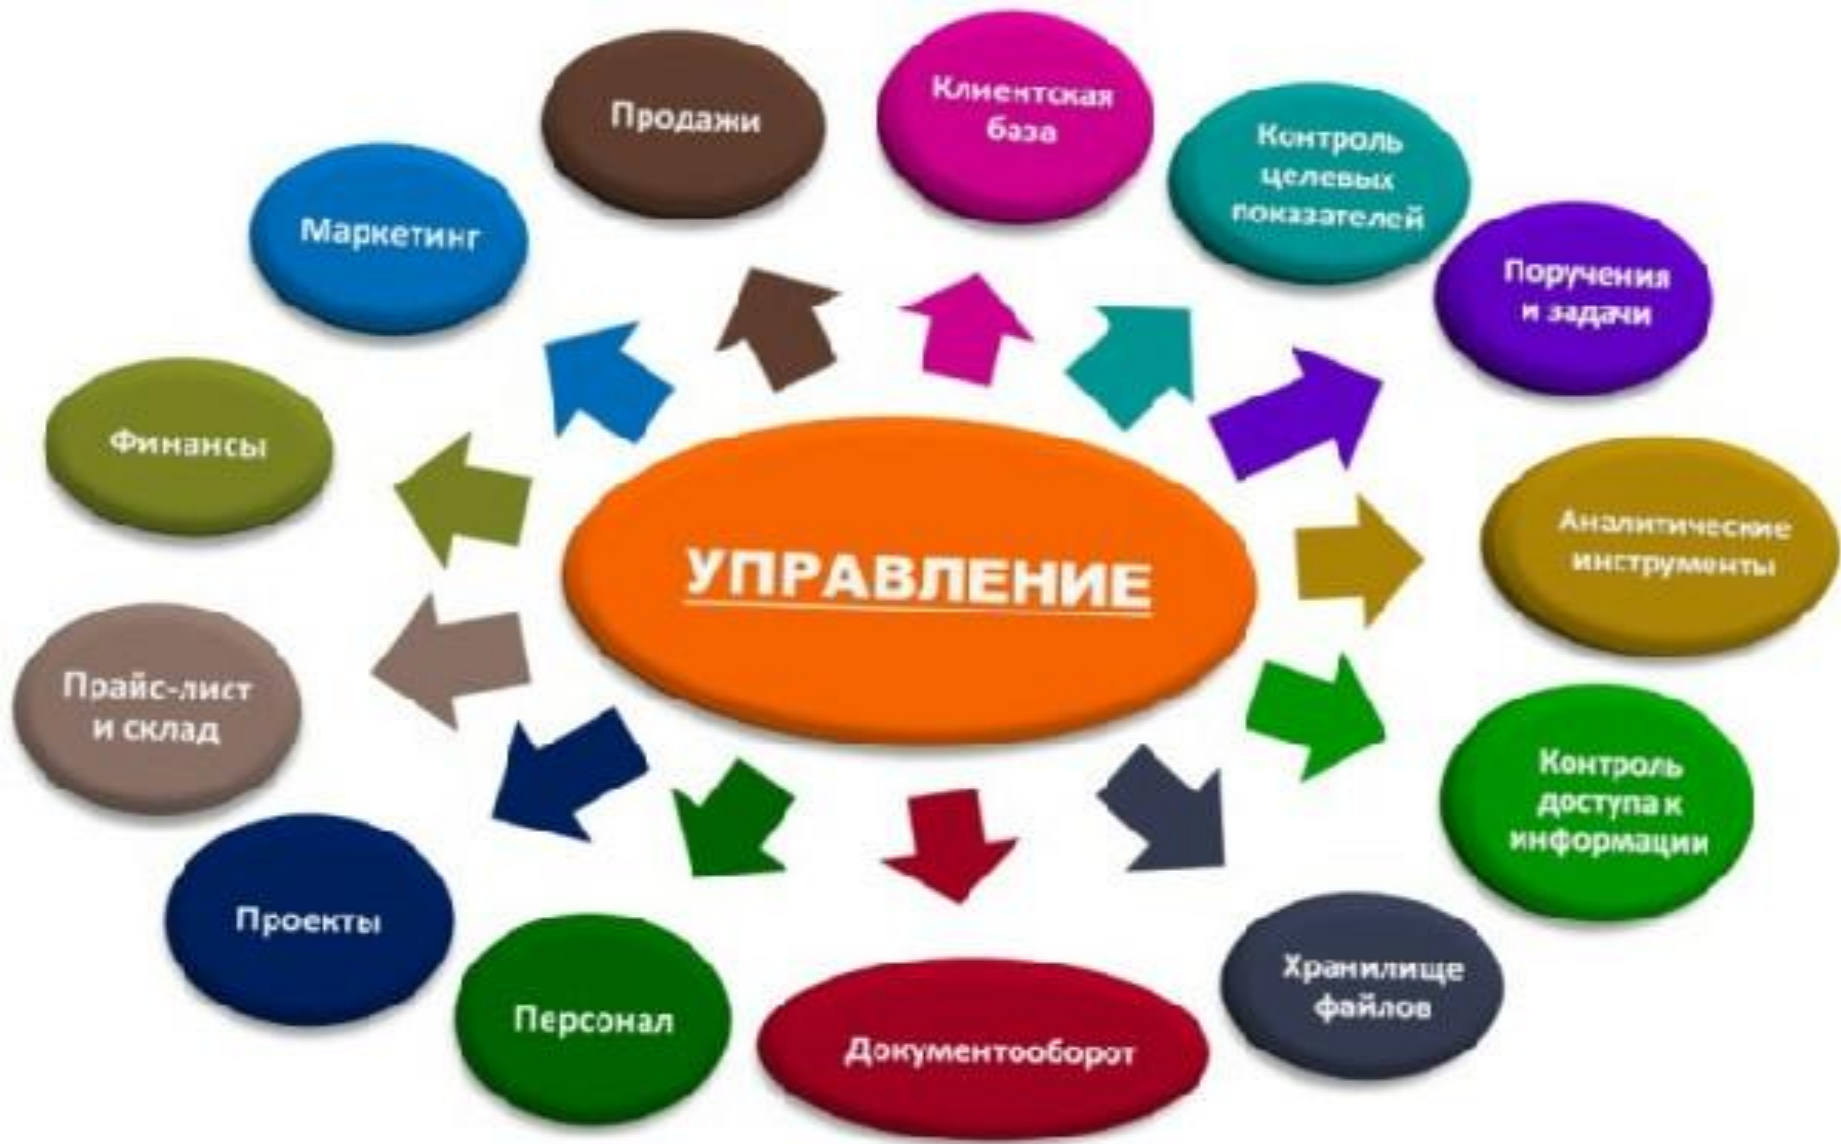 Продажи
Клиентская
база
Контроль
целевых
показателей
Маркетинг
Поручения
и задачи
Финансы
Аналитические
инструменты
УПРАВЛЕНИЕ
Прайс-лист
и склад
Контроль
доступа к
информации
Проекты
Хранилище
файлов
Персонал
Документооборот